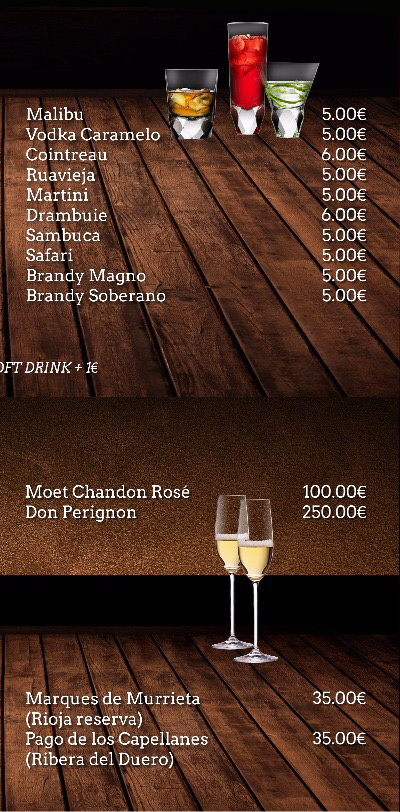 Malibu 5.00€
Vodka Caramelo 5.00€
Cointreau 6.00€
Ruavieja 5.00€
Martini 5.00€
Drambuie 6.00€
Sambuca 5.00€
Safari 5.00€
Brandy Magno 5.00€
Brandy Soberano 5.00€
OFT DRINK + 1€
Moet Chandon Rosé 100.00€
Don Perignon 250.00€
Marques de Murrieta 35.00€
(Rioja reserva)
Pago de los Capellanes 35.00€
(Ribera del Duero)